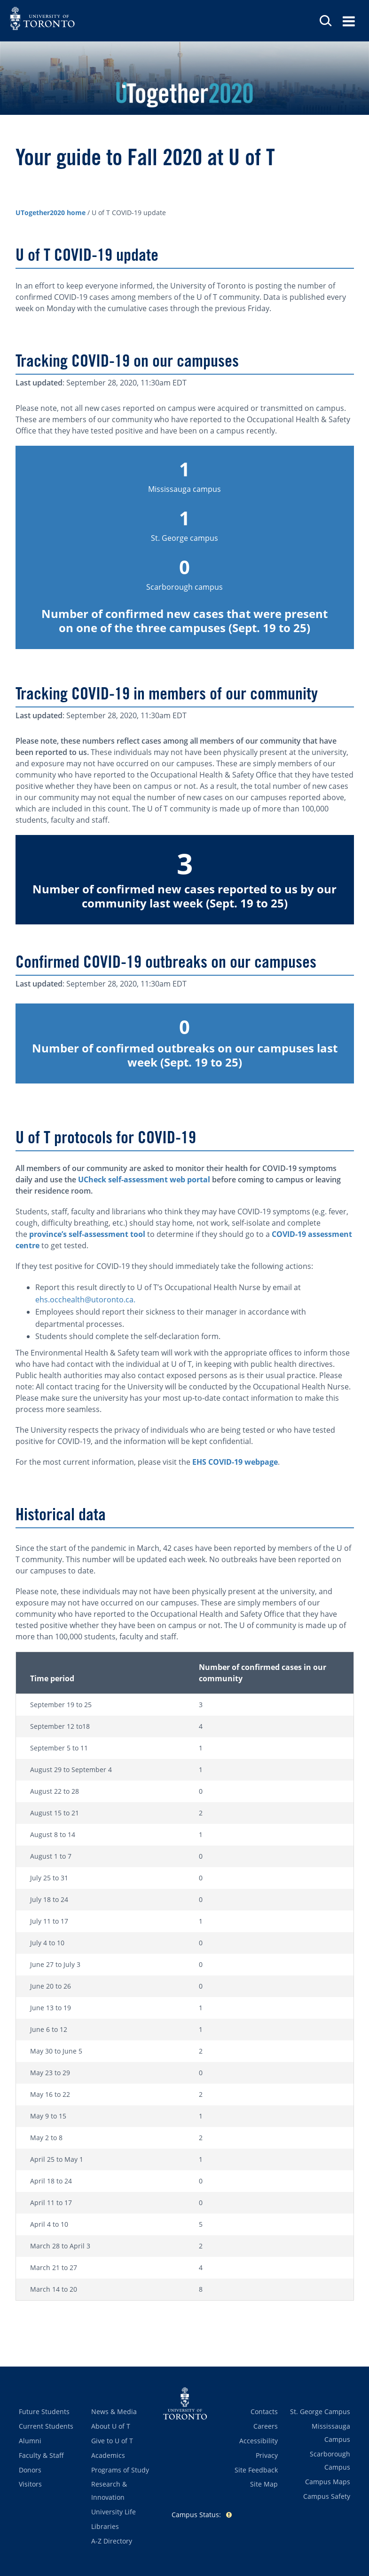 UNIVERSITY OF
TORONTO
UTogether2020
Your guide to Fall 2020 at U of T
UTogether2020 home / U of T COVID-19 update
U of T COVID-19 update
In an effort to keep everyone informed, the University of Toronto is posting the number of
confirmed COVID-19 cases among members of the U of T community. Data is published every
week on Monday with the cumulative cases through the previous Friday.
Tracking COVID-19 on our campuses
Last updated: September 28, 2020, 11:30am EDT
Please note, not all new cases reported on campus were acquired or transmitted on campus.
These are members of our community who have reported to the Occupational Health & Safety
Office that they have tested positive and have been on a campus recently.
1
Mississauga campus
1
St. George campus
0
Scarborough campus
Number of confirmed new cases that were present
on one of the three campuses (Sept. 19 to 25)
Tracking COVID-19 in members of our community
Last updated: September 28, 2020, 11:30am EDT
Please note, these numbers reflect cases among all members of our community that have
been reported to us. These individuals may not have been physically present at the university,
and exposure may not have occurred on our campuses. These are simply members of our
community who have reported to the Occupational Health & Safety Office that they have tested
positive whether they have been on campus or not. As a result, the total number of new cases
in our community may not equal the number of new cases on our campuses reported above,
which are included in this count. The U of T community is made up of more than 100,000
students, faculty and staff.
3
Number of confirmed new cases reported to us by our
community last week (Sept. 19 to 25)
Confirmed COVID-19 outbreaks on our campuses
Last updated: September 28, 2020, 11:30am EDT
0
Number of confirmed outbreaks on our campuses last
week (Sept. 19 to 25)
U of T protocols for COVID-19
All members of our community are asked to monitor their health for COVID-19 symptoms
daily and use the UCheck self-assessment web portal before coming to campus or leaving
their residence room.
Students, staff, faculty and librarians who think they may have COVID-19 symptoms (e.g. fever,
cough, difficulty breathing, etc.) should stay home, not work, self-isolate and complete
the province's self-assessment tool to determine if they should go to a COVID-19 assessment
centre to get tested.
If they test positive for COVID-19 they should immediately take the following actions:
• Report this result directly to U of T's Occupational Health Nurse by email at
ehs.occhealth@utoronto.ca.
• Employees should report their sickness to their manager in accordance with
departmental processes.
• Students should complete the self-declaration form.
The Environmental Health & Safety team will work with the appropriate offices to inform those
who have had contact with the individual at U of T, in keeping with public health directives.
Public health authorities may also contact exposed persons as is their usual practice. Please
note: All contact tracing for the University will be conducted by the Occupational Health Nurse.
Please make sure the university has your most up-to-date contact information to make this
process more seamless.
The University respects the privacy of individuals who are being tested or who have tested
positive for COVID-19, and the information will be kept confidential.
For the most current information, please visit the EHS COVID-19 webpage.
Historical data
Since the start of the pandemic in March, 42 cases have been reported by members of the U of
T community. This number will be updated each week. No outbreaks have been reported on
our campuses to date.
Please note, these individuals may not have been physically present at the university, and
exposure may not have occurred on our campuses. These are simply members of our
community who have reported to the Occupational Health and Safety Office that they have
tested positive whether they have been on campus or not. The U of community is made up of
more than 100,000 students, faculty and staff.
Time period Number of confirmed cases in our
community
September 19 to 25 3
September 12 to18 4
September 5 to 11 1
August 29 to September 4 1
August 22 to 28 0
August 15 to 21 2
August 8 to 14 1
August 1 to 7 0
July 25 to 31 0
July 18 to 24 0
July 11 to 17 1
July 4 to 10 0
June 27 to July 3 0
June 20 to 26 0
June 13 to 19 1
June 6 to 12 1
May 30 to June 5 2
May 23 to 29 0
May 16 to 22 2
May 9 to 15 1
May 2 to 8 2
April 25 to May 1 1
April 18 to 24 0
April 11 to 17 0
April 4 to 10 5
March 28 to April 3 2
March 21 to 27 4
March 14 to 20 8
Future Students
Current Students
Alumni
Faculty & Staff
Donors
Visitors
News & Media
About U of T
Give to U of T
Academics
Programs of Study
Research &
Innovation
University Life
Libraries
A-Z Directory
UNIVERSITY OF
TORONTO
Campus Status:
Contacts
Careers
Accessibility
Privacy
Site Feedback
Site Map
St. George Campus
Mississauga
Campus
Scarborough
Campus
Campus Maps
Campus Safety